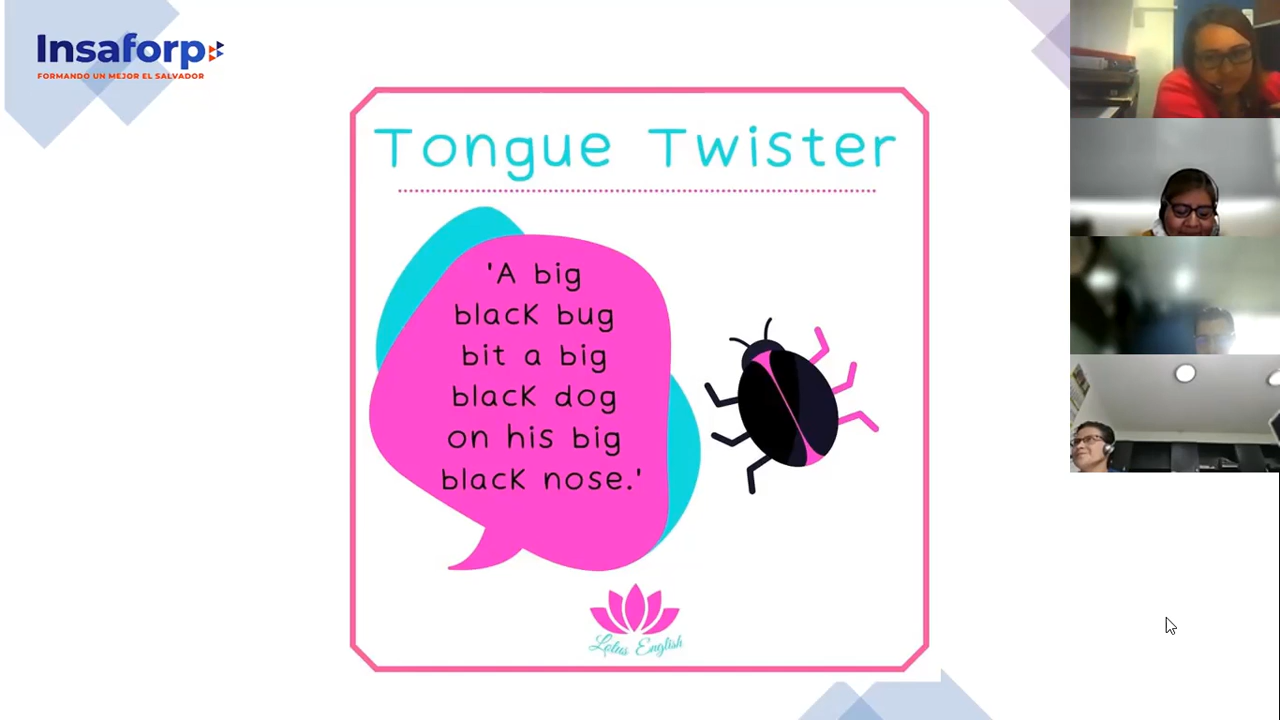 Insaforp
FORMANDO UN MEJOR EL SALVADOR
Tongue Twister
'A big
black bug
bit a big
black dog
on his big
black nose.'
Lotus English